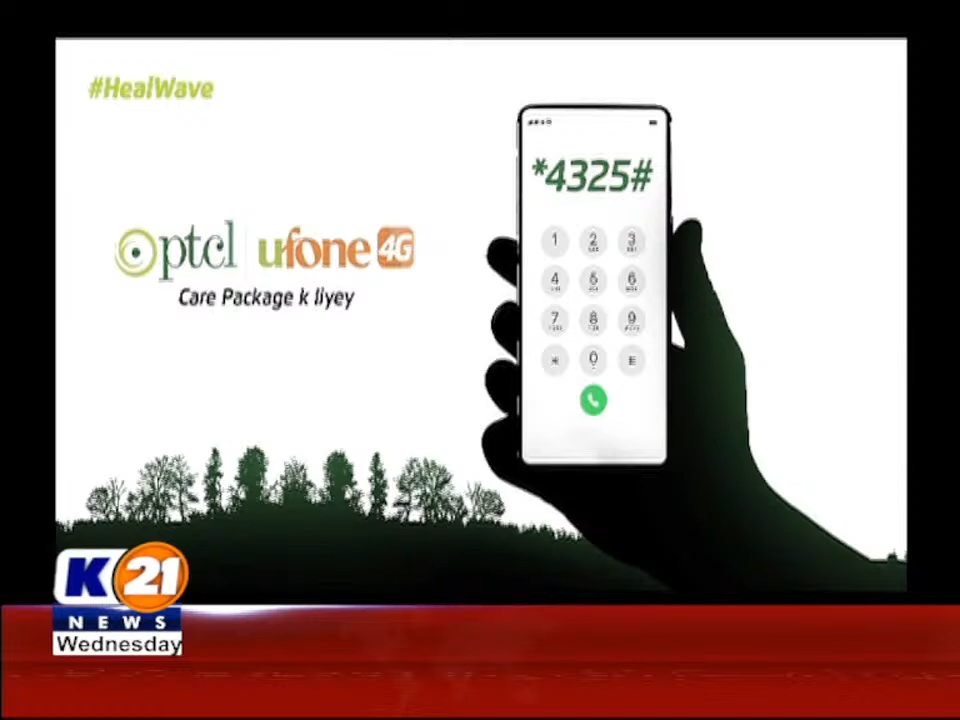 #HealWave
*4325#
ptcl ufone 4G
Care Package k liyey
1 2 3
4 5 6
7 8 9
* 0
K 21
NEWS
Wednesday